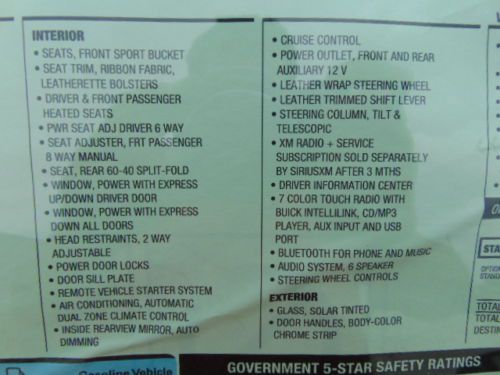 INTERIOR
• SEATS, FRONT SPORT BUCKET
• SEAT TRIM, RIBBON FABRIC,
LEATHERETTE BOLSTERS
• DRIVER & FRONT PASSENGER
HEATED SEATS
• PWR SEAT ADJ DRIVER 6 WAY
• SEAT ADJUSTER, FRT PASSENGER
8 WAY MANUAL
• SEAT, REAR 60-40 SPLIT-FOLD
• WINDOW, POWER WITH EXPRESS
UP/DOWN DRIVER DOOR
• WINDOW, POWER WITH EXPRESS
DOWN ALL DOORS
• HEAD RESTRAINTS, 2 WAY
ADJUSTABLE
• POWER DOOR LOCKS
• DOOR SILL PLATE
• REMOTE VEHICLE STARTER SYSTEM
• AIR CONDITIONING, AUTOMATIC
DUAL ZONE CLIMATE CONTROL
• INSIDE REARVIEW MIRROR, AUTO
DIMMING
• CRUISE CONTROL
• POWER OUTLET, FRONT AND REAR
AUXILIARY 12 V
• LEATHER WRAP STEERING WHEEL
• LEATHER TRIMMED SHIFT LEVER
• STEERING COLUMN, TILT &
TELESCOPIC
• XM RADIO + SERVICE
SUBSCRIPTION SOLD SEPARATELY
BY SIRIUSXM AFTER 3 MTHS
• DRIVER INFORMATION CENTER
• 7 COLOR TOUCH RADIO WITH
BUICK INTELLILINK, CD/MP3
PLAYER, AUX INPUT AND USB
PORT
• BLUETOOTH FOR PHONE AND MUSIC
• AUDIO SYSTEM, 6 SPEAKER
• STEERING WHEEL CONTROLS
EXTERIOR
• GLASS, SOLAR TINTED
• DOOR HANDLES, BODY-COLOR
CHROME STRIP
Gasoline Vehicle
GOVERNMENT 5-STAR SAFETY RATINGS